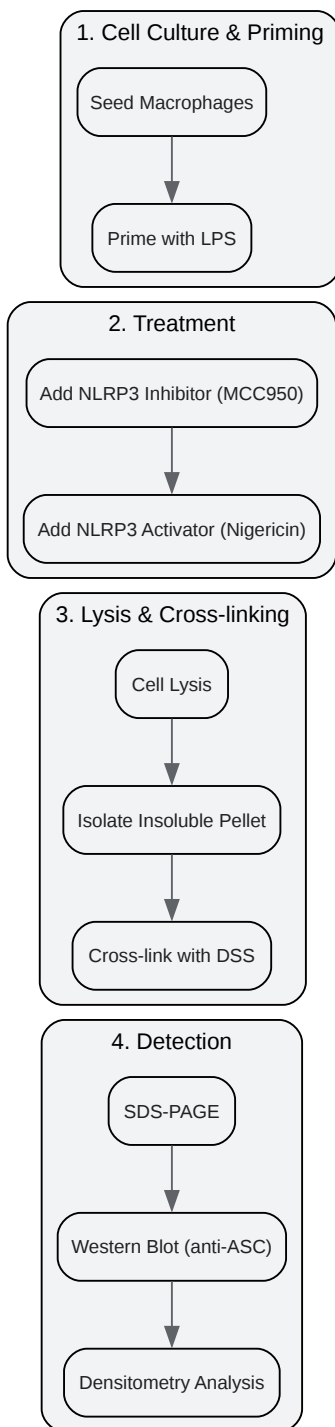 1. Cell Culture & Priming
Seed Macrophages
Prime with LPS
2. Treatment
Add NLRP3 Inhibitor (MCC950)
Add NLRP3 Activator (Nigericin)
3. Lysis & Cross-linking
Cell Lysis
Isolate Insoluble Pellet
Cross-link with DSS
4. Detection
SDS-PAGE
Western Blot (anti-ASC)
Densitometry Analysis